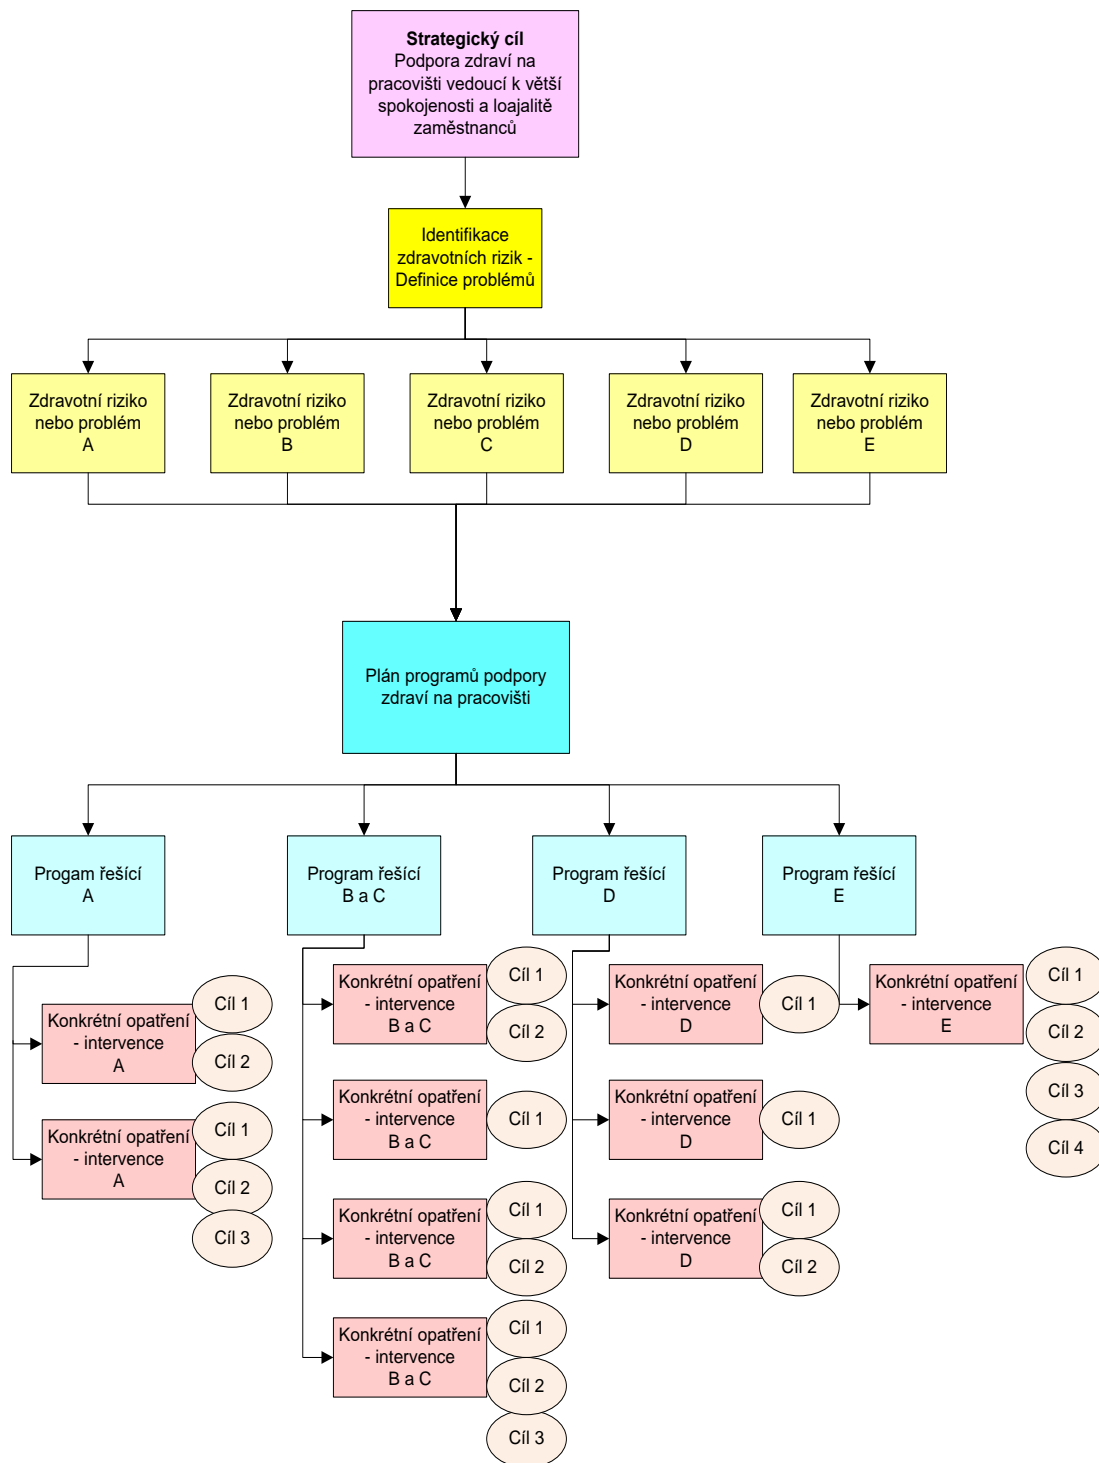 Strategický cíl
Podpora zdraví na
pracovišti vedoucí k větší
spokojenosti a loajalitě
zaměstnanců
Identifikace
zdravotních rizik -
Definice problémů
Zdravotní riziko
nebo problém
A
Zdravotní riziko
nebo problém
B
Zdravotní riziko
nebo problém
C
Zdravotní riziko
nebo problém
D
Zdravotní riziko
nebo problém
E
Plán programů podpory
zdraví na pracovišti
Progam řešící
A
Program řešící
B a C
Program řešící
D
Program řešící
E
Konkrétní opatření
- intervence
A
Cíl 1
Cíl 2
Konkrétní opatření
- intervence
A
Cíl 1
Cíl 2
Cíl 3
Konkrétní opatření
- intervence
B a C
Cíl 1
Cíl 2
Konkrétní opatření
- intervence
B a C
Cíl 1
Konkrétní opatření
- intervence
B a C
Cíl 1
Cíl 2
Konkrétní opatření
- intervence
B a C
Cíl 1
Cíl 2
Cíl 3
Konkrétní opatření
- intervence
D
Cíl 1
Konkrétní opatření
- intervence
D
Cíl 1
Konkrétní opatření
- intervence
D
Cíl 1
Cíl 2
Konkrétní opatření
- intervence
E
Cíl 1
Cíl 2
Cíl 3
Cíl 4